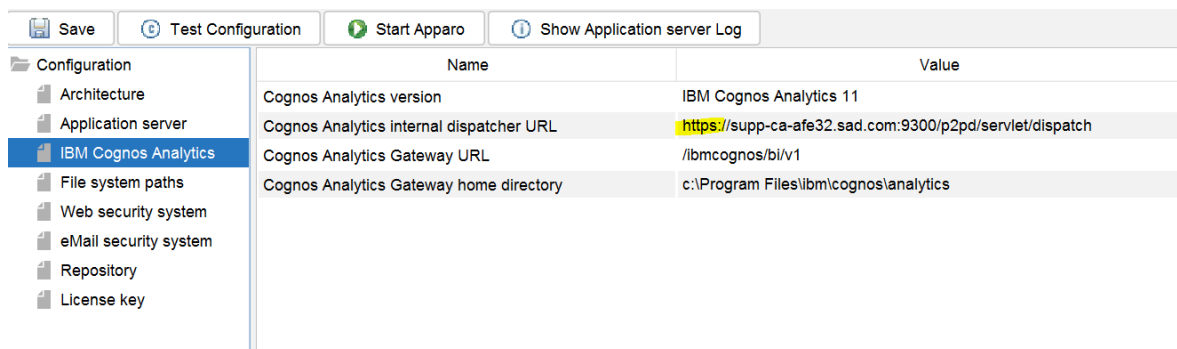 Save Test Configuration Start Apparo Show Application server Log
Configuration
Architecture
Application server
IBM Cognos Analytics
File system paths
Web security system
eMail security system
Repository
License key
Name Value
Cognos Analytics version IBM Cognos Analytics 11
Cognos Analytics internal dispatcher URL https://supp-ca-afe32.sad.com:9300/p2pd/servlet/dispatch
Cognos Analytics Gateway URL /ibmcognos/bi/v1
Cognos Analytics Gateway home directory c:\Program Files\ibm\cognos\analytics